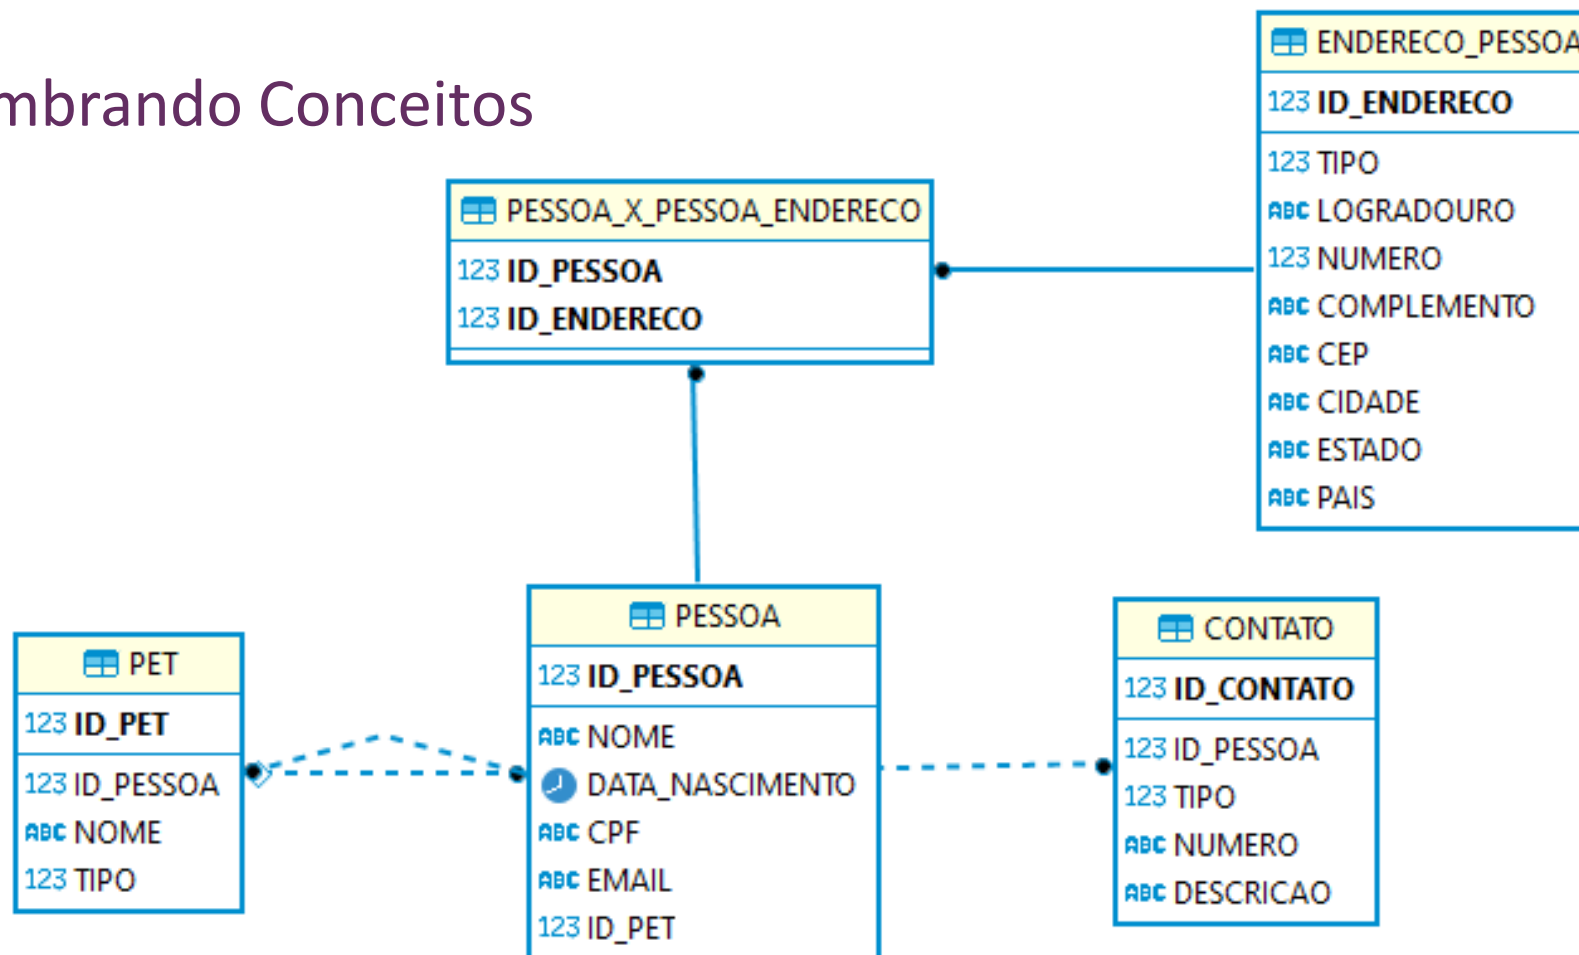 mbrando Conceitos
ENDERECO_PESSOA
123 ID_ENDERECO
123 TIPO
ABC LOGRADOURO
123 NUMERO
ABC COMPLEMENTO
ABC CEP
ABC CIDADE
ABC ESTADO
ABC PAIS
PESSOA_X_PESSOA_ENDERECO
123 ID_PESSOA
123 ID_ENDERECO
PET
123 ID_PET
123 ID_PESSOA
ABC NOME
123 TIPO
PESSOA
123 ID_PESSOA
ABC NOME
DATA_NASCIMENTO
ABC CPF
ABC EMAIL
123 ID_PET
CONTATO
123 ID_CONTATO
123 ID_PESSOA
123 TIPO
ABC NUMERO
ABC DESCRICAO